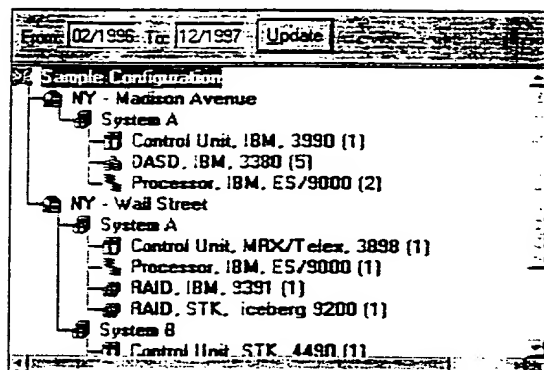 From: 02/1996 To: 12/1997 Update
Sample Configuration
NY - Madison Avenue
System A
Control Unit, IBM, 3990 (1)
DASD, IBM, 3380 (5)
Processor, IBM, ES/9000 (2)
NY - Wall Street
System A
Control Unit, MRX/Telex, 3898 (1)
Processor, IBM, ES/9000 (1)
RAID, IBM, 9391 (1)
RAID, STK, iceberg 9200 (1)
System B
Control Unit, STK, 4490 (1)